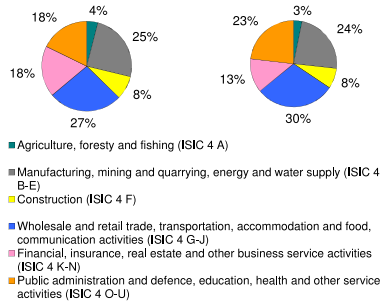 18%
4%
25%
8%
27%
18%
23%
3%
24%
8%
30%
13%
Agriculture, foresty and fishing (ISIC 4 A)
Manufacturing, mining and quarrying, energy and water supply (ISIC 4
B-E)
Construction (ISIC 4 F)
Wholesale and retail trade, transportation, accommodation and food,
communication activities (ISIC 4 G-J)
Financial, insurance, real estate and other business service activities
(ISIC 4 K-N)
Public administration and defence, education, health and other service
activities (ISIC 4 O-U)